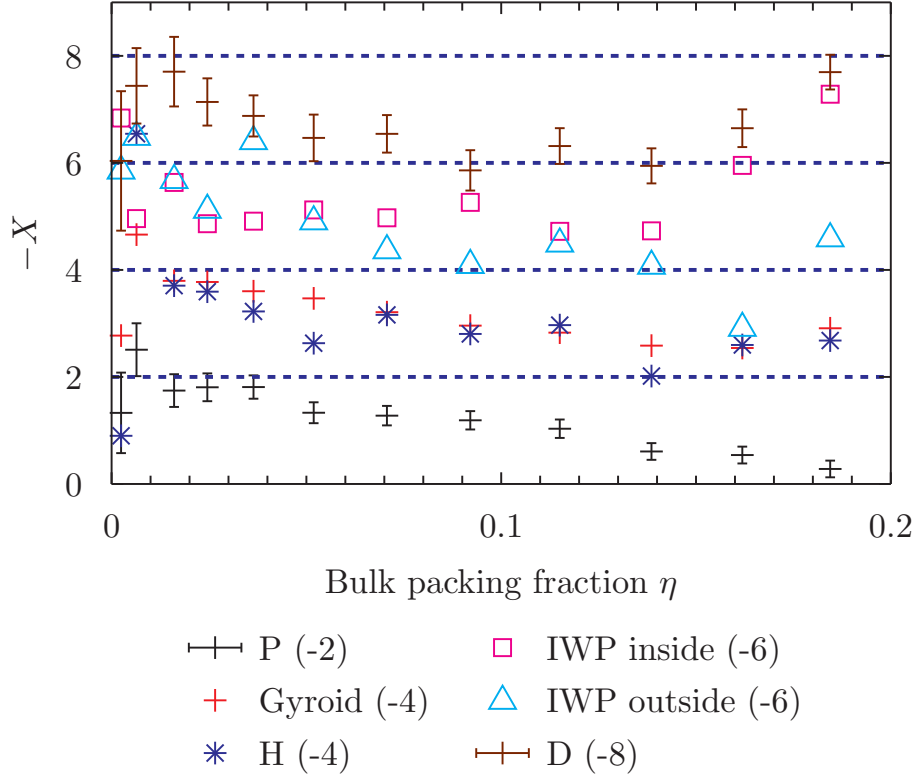 8
6
4
2
0
−X
0 0.1 0.2
Bulk packing fraction η
P (-2) IWP inside (-6)
Gyroid (-4) IWP outside (-6)
H (-4) D (-8)